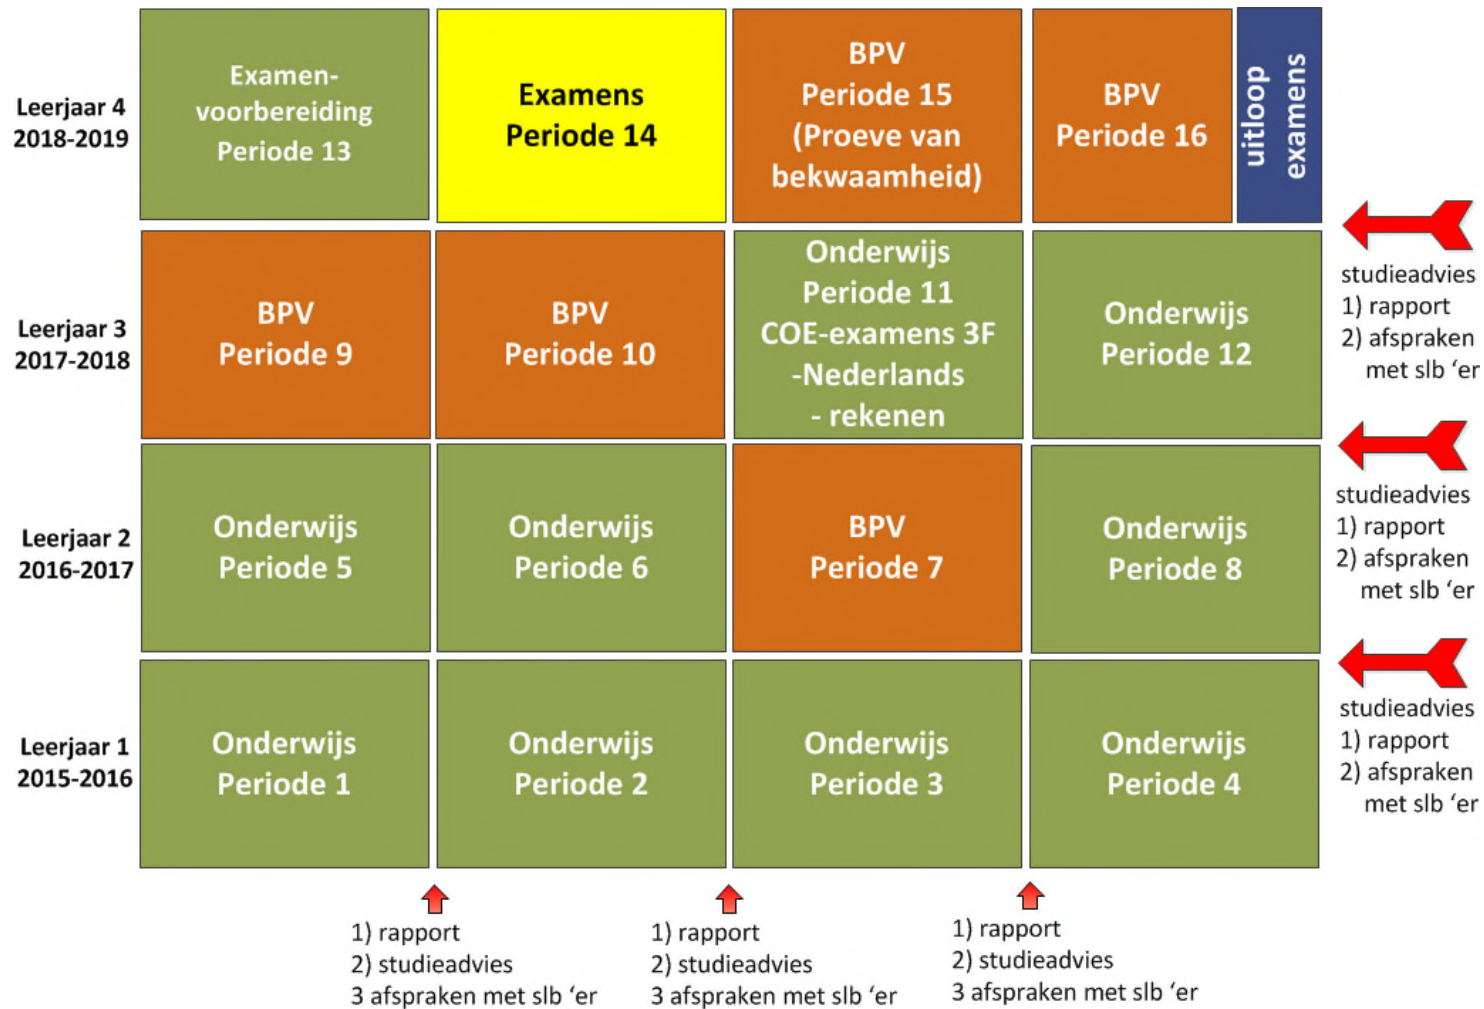 Leerjaar 4
2018-2019
Examen-
voorbereiding
Periode 13
Examens
Periode 14
BPV
Periode 15
(Proeve van
bekwaamheid)
BPV
Periode 16
uitloop
examens
studieadvies
1) rapport
2) afspraken
met slb ‘er
Leerjaar 3
2017-2018
BPV
Periode 9
BPV
Periode 10
Onderwijs
Periode 11
COE-examens 3F
-Nederlands
- rekenen
Onderwijs
Periode 12
studieadvies
1) rapport
2) afspraken
met slb ‘er
Leerjaar 2
2016-2017
Onderwijs
Periode 5
Onderwijs
Periode 6
BPV
Periode 7
Onderwijs
Periode 8
studieadvies
1) rapport
2) afspraken
met slb ‘er
Leerjaar 1
2015-2016
Onderwijs
Periode 1
Onderwijs
Periode 2
Onderwijs
Periode 3
Onderwijs
Periode 4
1) rapport
2) studieadvies
3 afspraken met slb ‘er
1) rapport
2) studieadvies
3 afspraken met slb ‘er
1) rapport
2) studieadvies
3 afspraken met slb ‘er